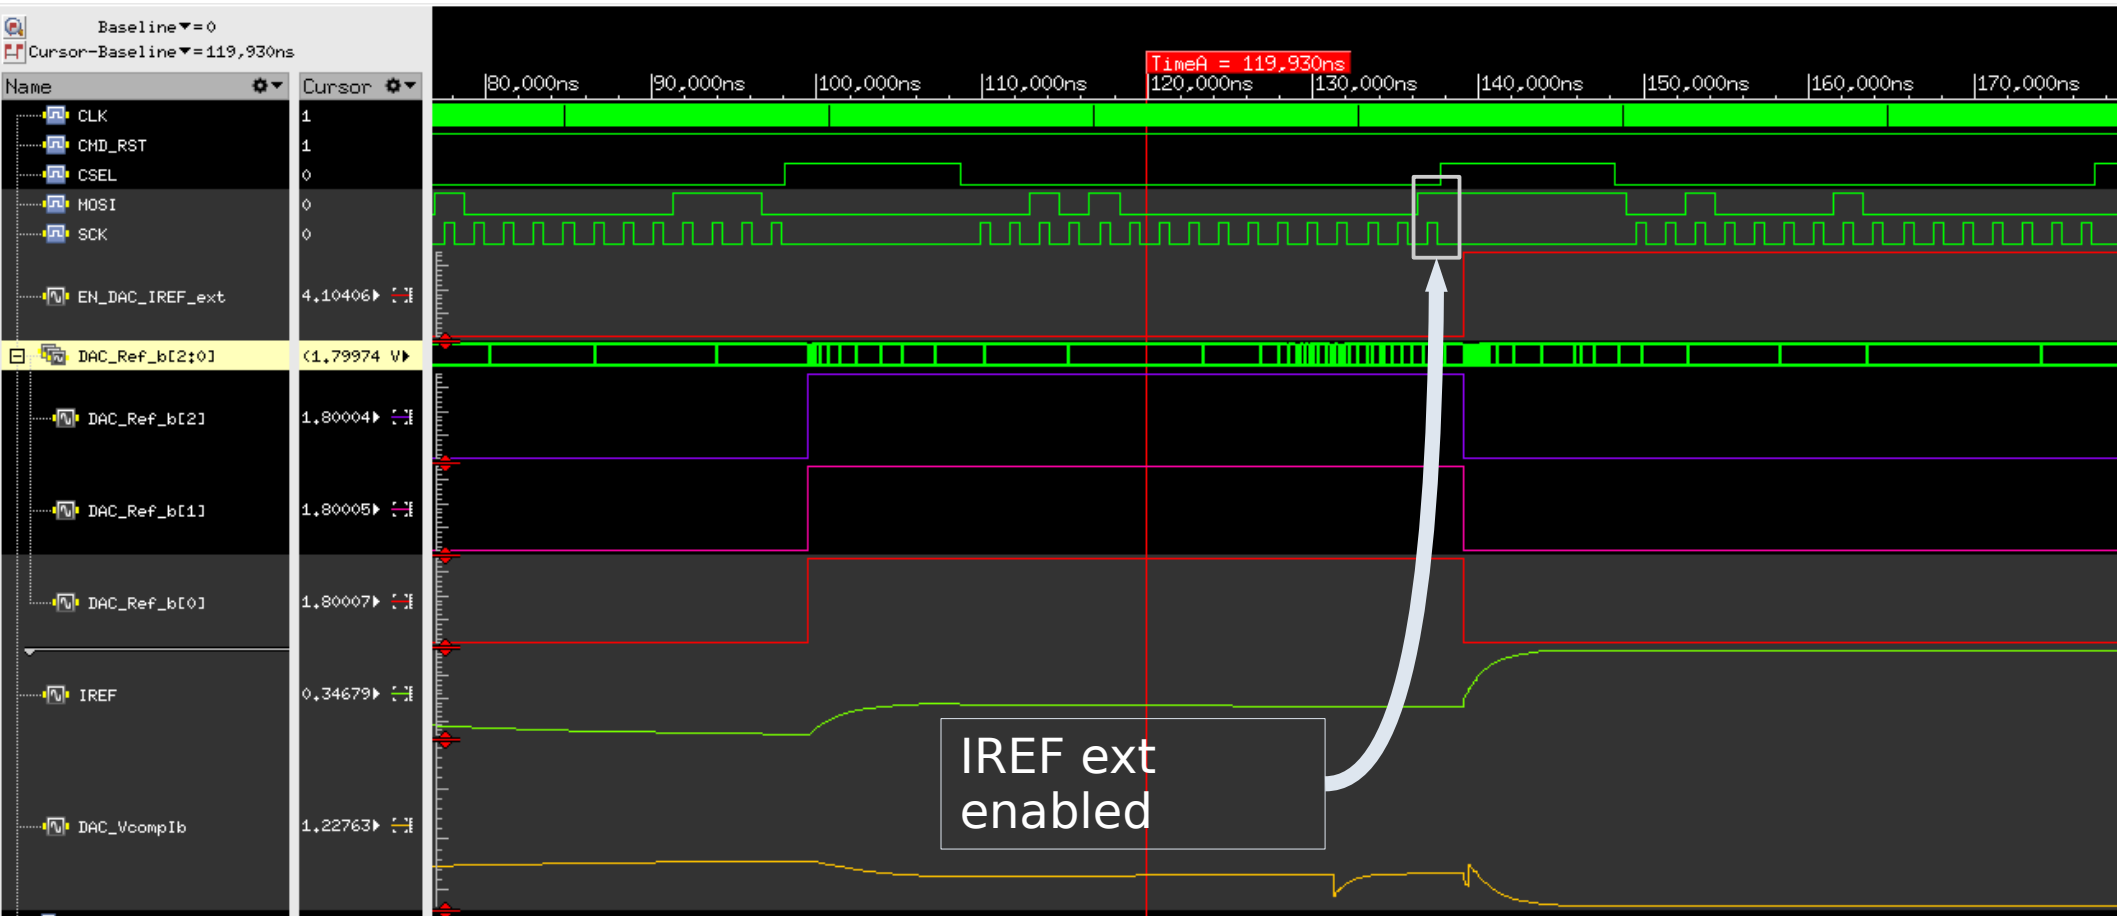 Baseline▼=0
Cursor-Baseline▼=119,930ns
TimeA = 119,930ns
Name
Cursor
80,000ns
90,000ns
100,000ns
110,000ns
120,000ns
130,000ns
140,000ns
150,000ns
160,000ns
170,000ns
CLK 1
CMD_RST 1
CSEL 0
MOSI 0
SCK 0
EN_DAC_IREF_ext 4.10406
DAC_Ref_b[2:0] (1.79974 V
DAC_Ref_b[2] 1.80004
DAC_Ref_b[1] 1.80005
DAC_Ref_b[0] 1.80007
IREF 0.34679
IREF ext
enabled
DAC_VcompIb 1.22763